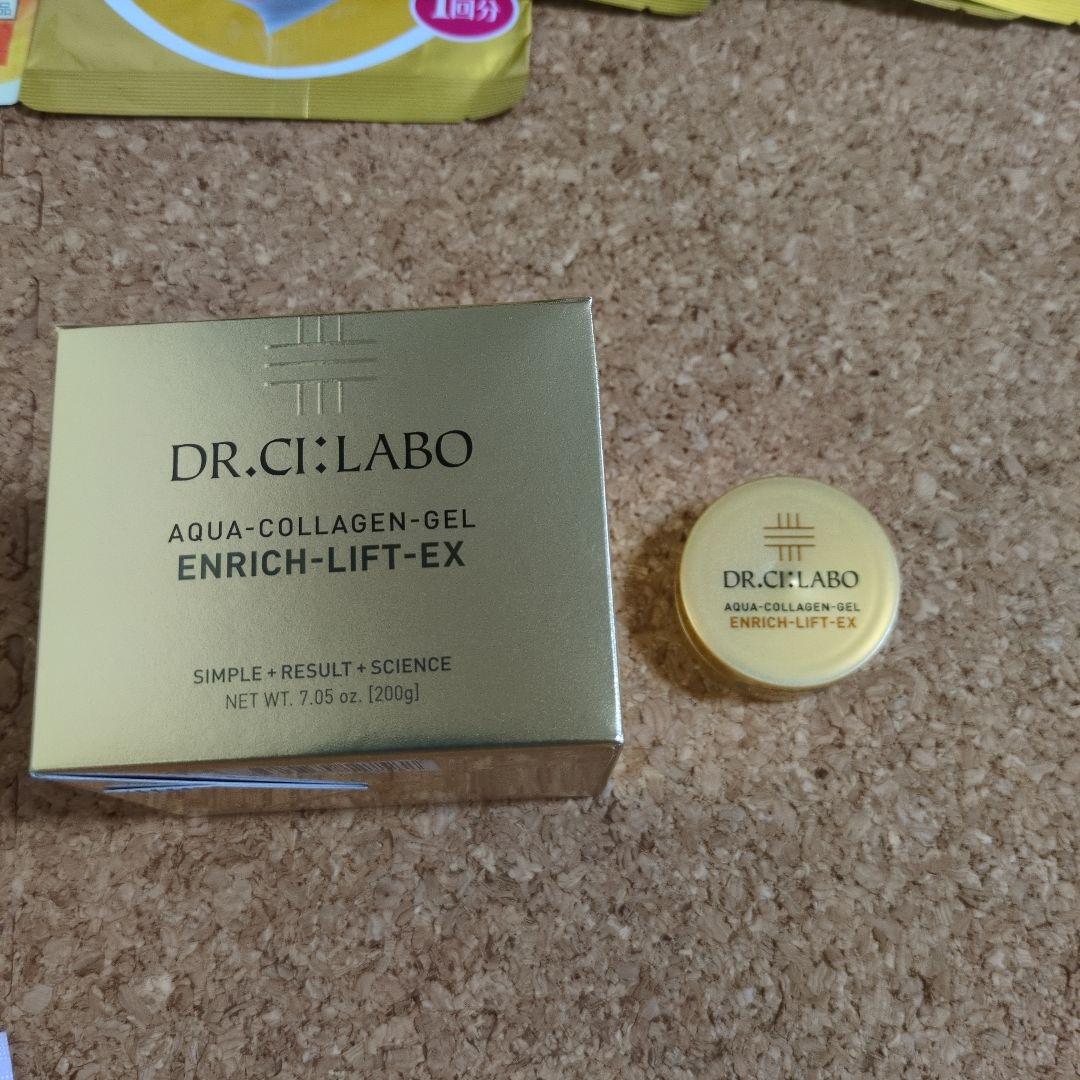 品
1回分
DR.CI:LABO
AQUA-COLLAGEN-GEL
ENRICH-LIFT-EX
SIMPLE+RESULT+SCIENCE
NET WT. 7.05 oz. [200g]
DR.CI:LABO
AQUA-COLLAGEN-GEL
ENRICH-LIFT-EX